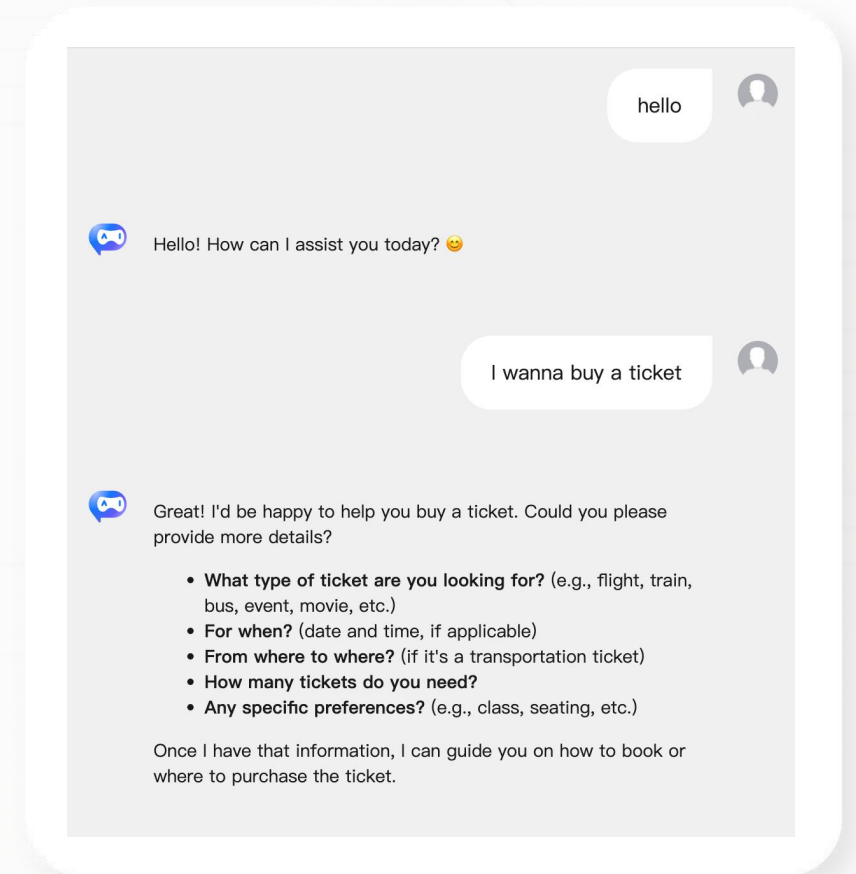 hello
Hello! How can I assist you today? 😊
I wanna buy a ticket
Great! I'd be happy to help you buy a ticket. Could you please
provide more details?
• What type of ticket are you looking for? (e.g., flight, train,
bus, event, movie, etc.)
• For when? (date and time, if applicable)
• From where to where? (if it's a transportation ticket)
• How many tickets do you need?
• Any specific preferences? (e.g., class, seating, etc.)
Once I have that information, I can guide you on how to book or
where to purchase the ticket.